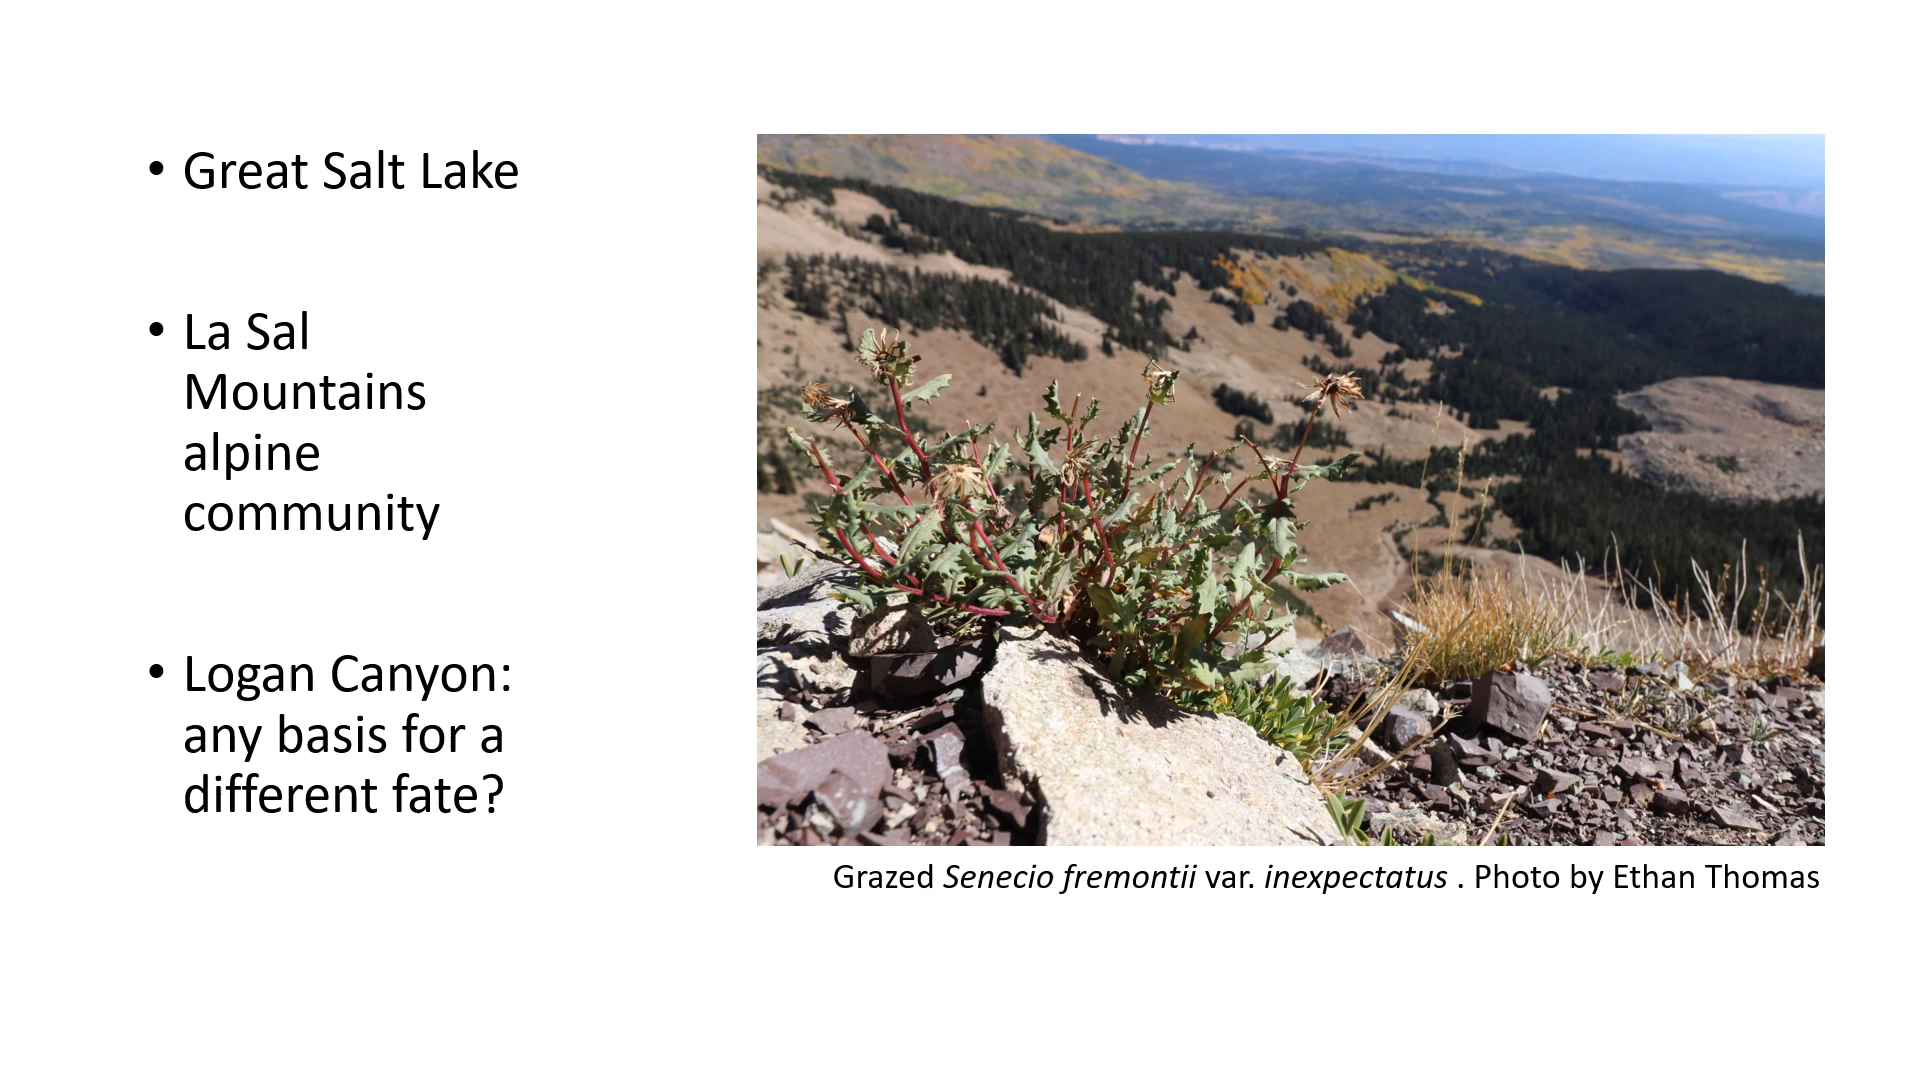 • Great Salt Lake
• La Sal
Mountains
alpine
community
• Logan Canyon:
any basis for a
different fate?
Grazed Senecio fremontii var. inexpectatus . Photo by Ethan Thomas